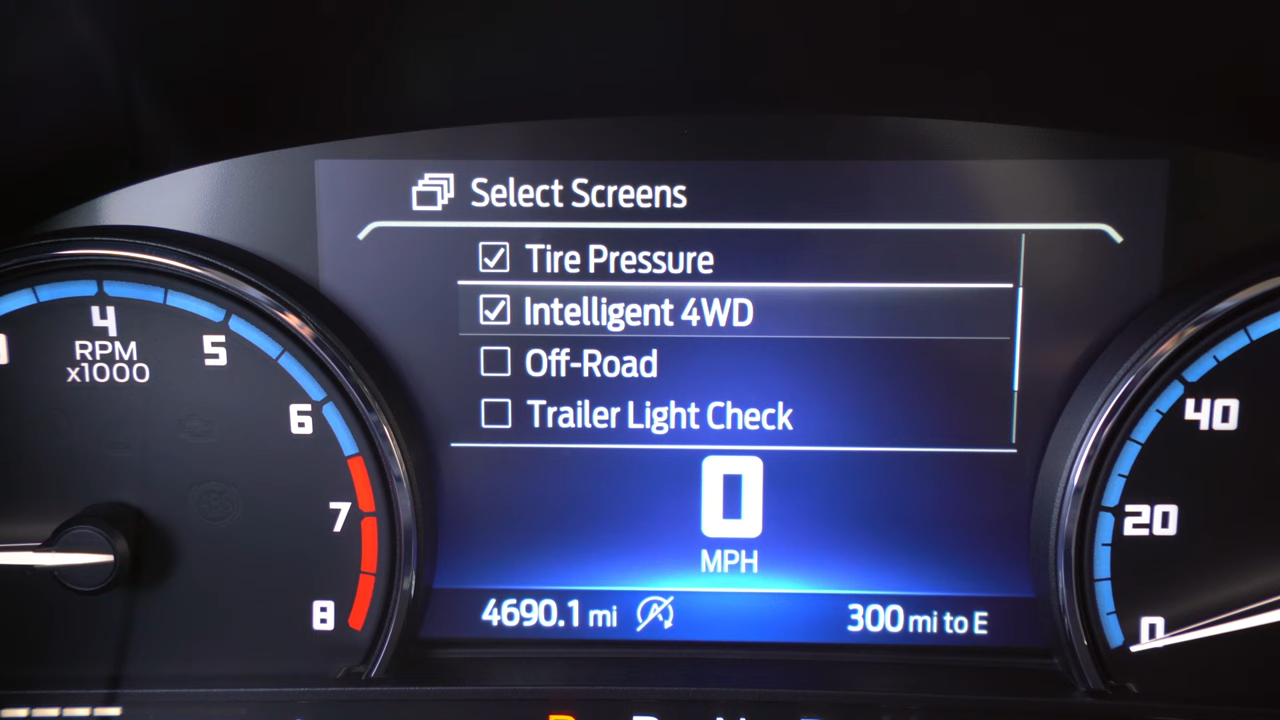 Select Screens
Tire Pressure
Intelligent 4WD
Off-Road
Trailer Light Check
0
MPH
4690.1 mi
300 mi to E
4
RPM
x1000
5
6
7
8
40
20
0